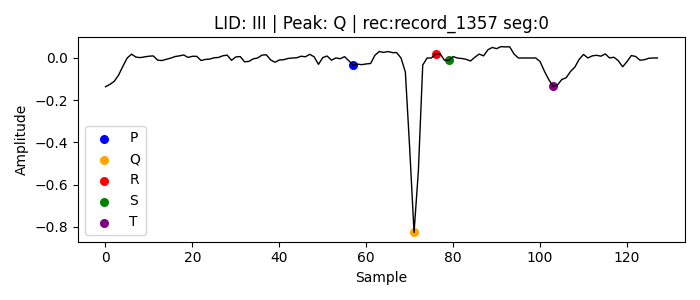 LID: III | Peak: Q | rec:record_1357 seg:0
Amplitude
0.0
−0.2
−0.4
−0.6
−0.8
P
Q
R
S
T
0 20 40 60 80 100 120
Sample